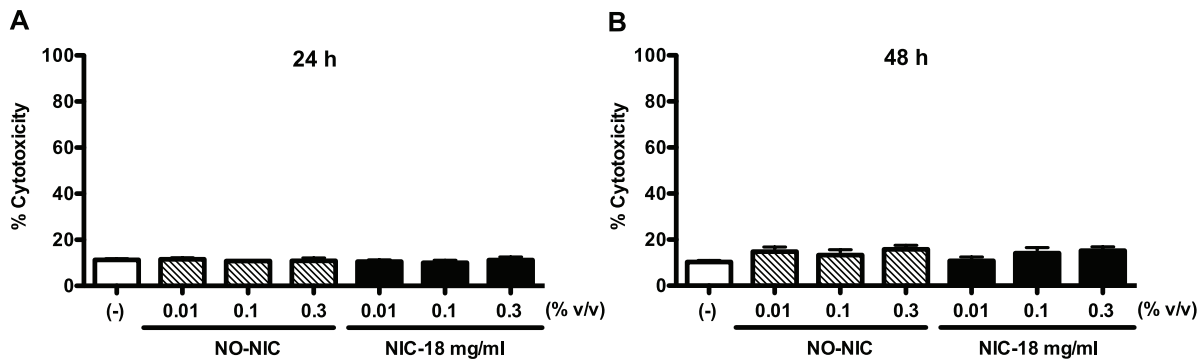 A
24 h
% Cytotoxicity
100
80
60
40
20
0
(-) 0.01 0.1 0.3 0.01 0.1 0.3 (% v/v)
NO-NIC NIC-18 mg/ml
B
48 h
% Cytotoxicity
100
80
60
40
20
0
(-) 0.01 0.1 0.3 0.01 0.1 0.3 (% v/v)
NO-NIC NIC-18 mg/ml